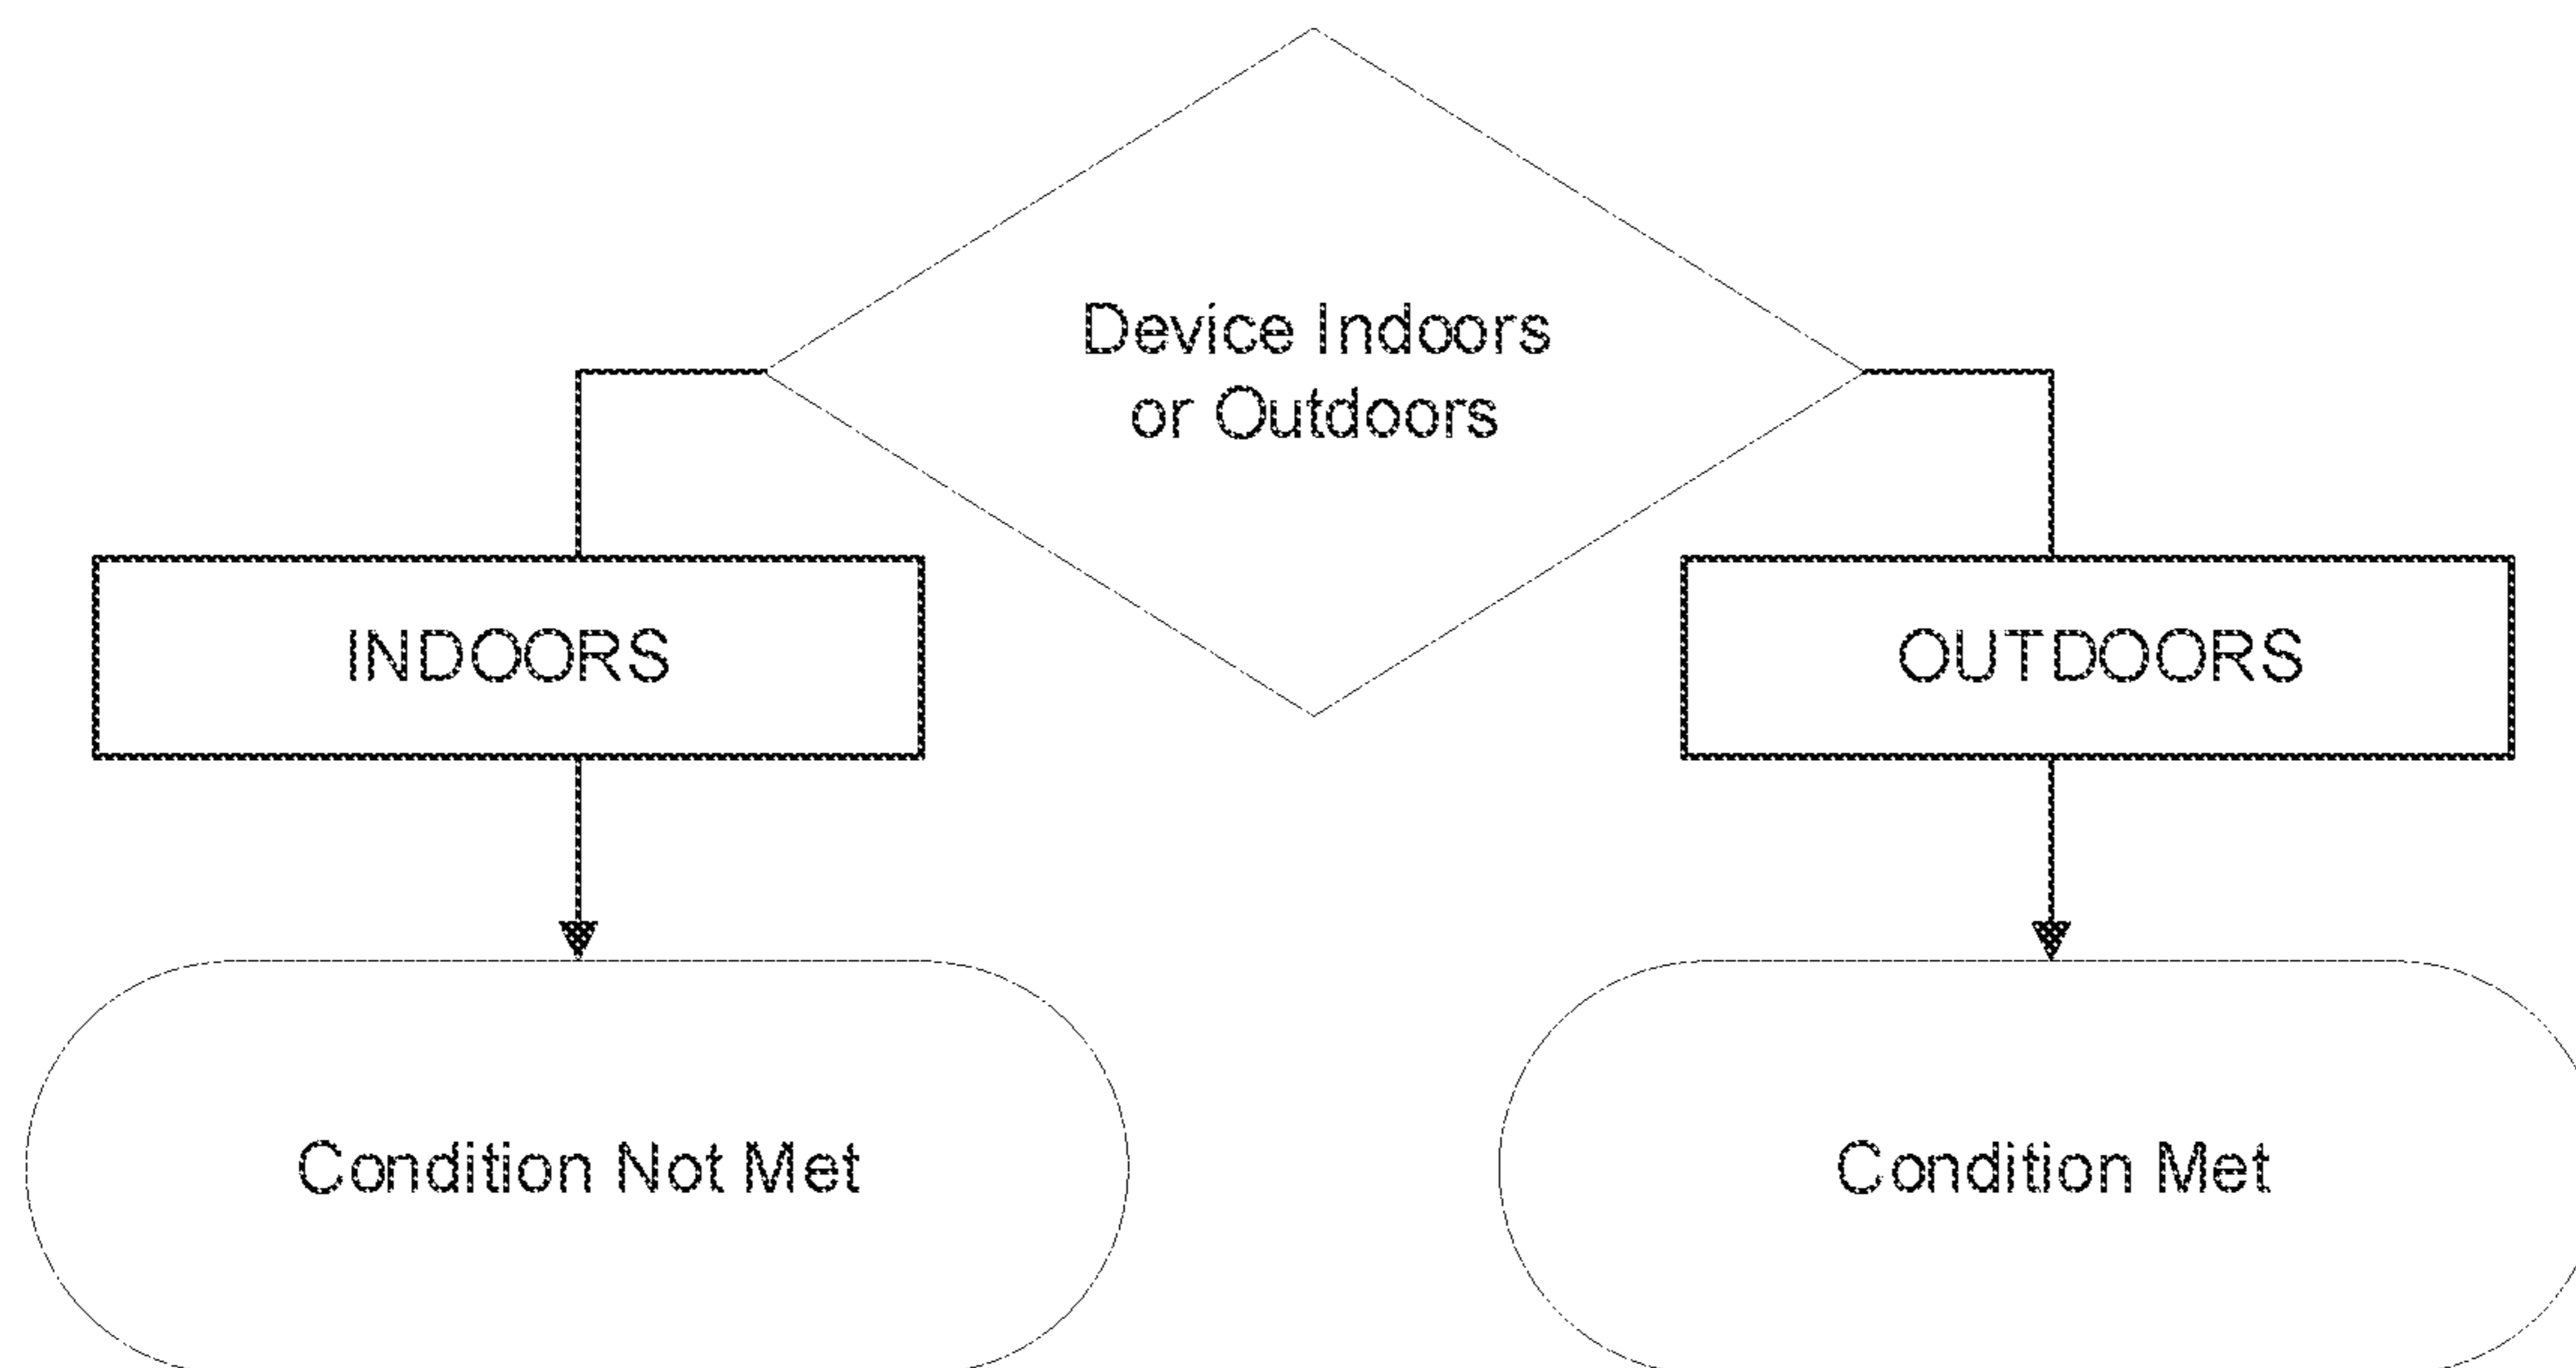 Device Indoors
or Outdoors
INDOORS
OUTDOORS
Condition Not Met
Condition Met